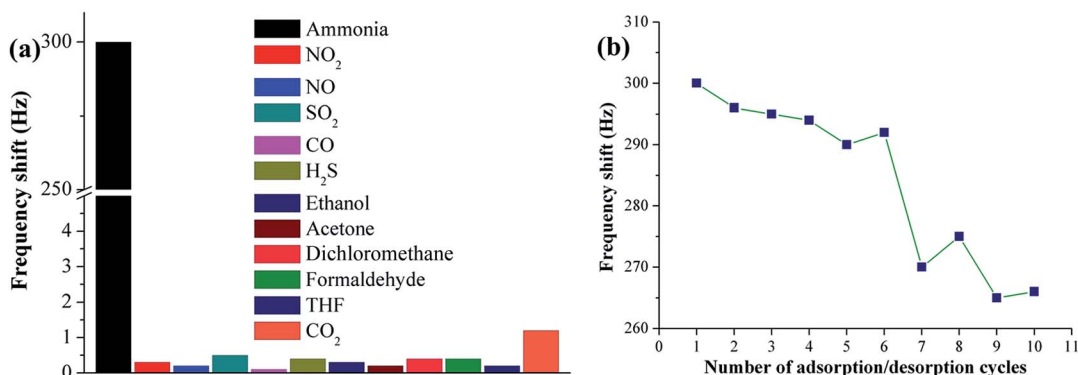 (a)
Frequency shift (Hz)
300
250
4
3
2
1
0
Ammonia
NO₂
NO
SO₂
CO
H₂S
Ethanol
Acetone
Dichloromethane
Formaldehyde
THF
CO₂
(b)
Frequency shift (Hz)
310
300
290
280
270
260
0 1 2 3 4 5 6 7 8 9 10 11
Number of adsorption/desorption cycles